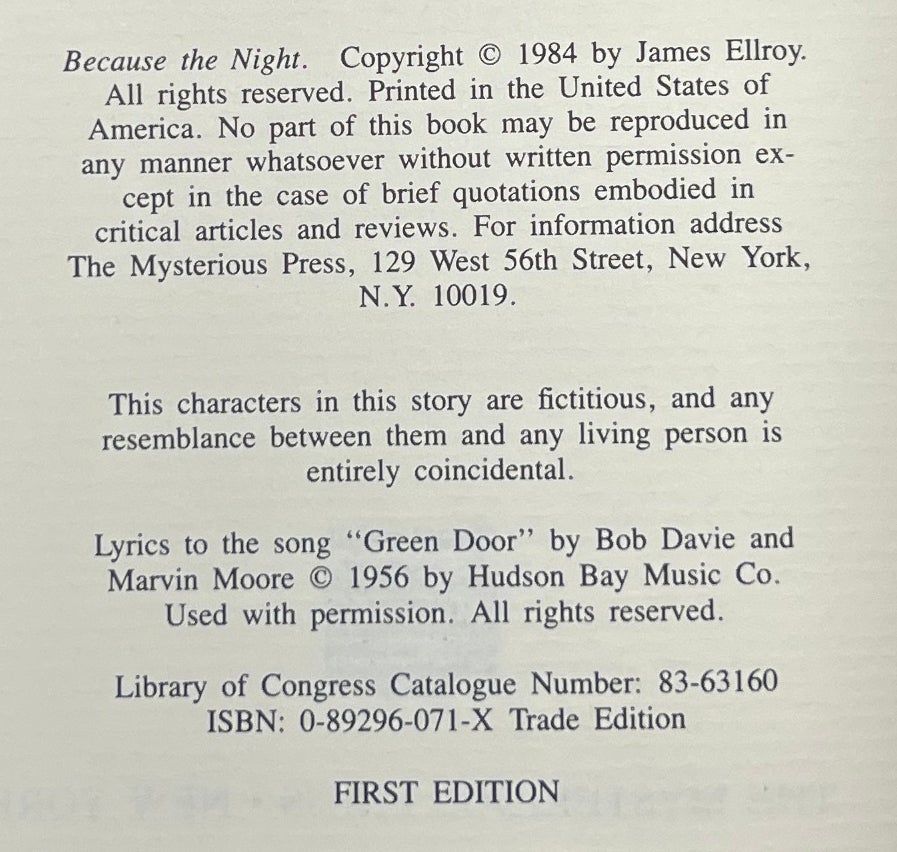 Because the Night. Copyright © 1984 by James Ellroy.
All rights reserved. Printed in the United States of
America. No part of this book may be reproduced in
any manner whatsoever without written permission ex-
cept in the case of brief quotations embodied in
critical articles and reviews. For information address
The Mysterious Press, 129 West 56th Street, New York,
N.Y. 10019.
This characters in this story are fictitious, and any
resemblance between them and any living person is
entirely coincidental.
Lyrics to the song “Green Door” by Bob Davie and
Marvin Moore © 1956 by Hudson Bay Music Co.
Used with permission. All rights reserved.
Library of Congress Catalogue Number: 83-63160
ISBN: 0-89296-071-X Trade Edition
FIRST EDITION